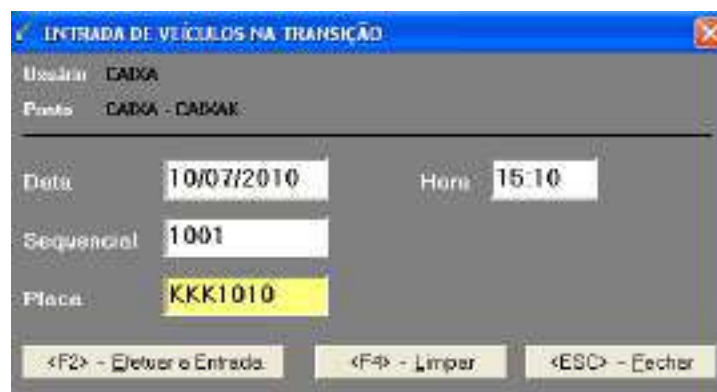 ENTRADA DE VEÍCULOS NA TRANSIÇÃO
Usuário CAIXA
Posto CAIXA - CAIXAK
Data 10/07/2010 Hora 15:10
Sequencial 1001
Placa KKK1010
<F2> - Efetuar a Entrada <F4> - Limpar <ESC> - Fechar